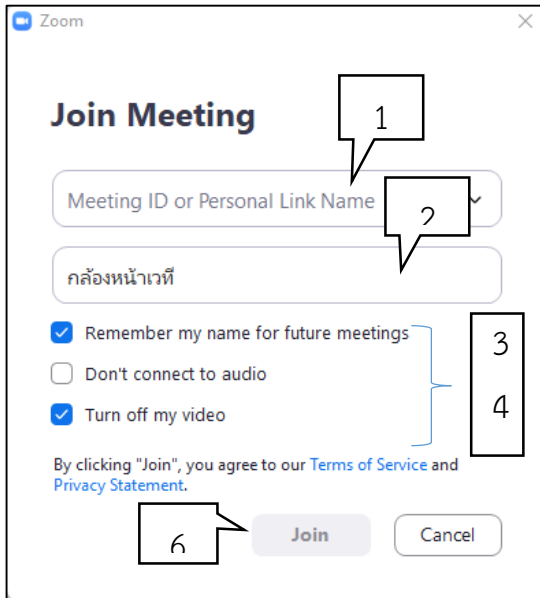 Zoom
Join Meeting
1
Meeting ID or Personal Link Name
2
กล้องหน้าเวที
Remember my name for future meetings
3
Don't connect to audio
4
Turn off my video
By clicking "Join", you agree to our Terms of Service and
Privacy Statement.
6
Join
Cancel